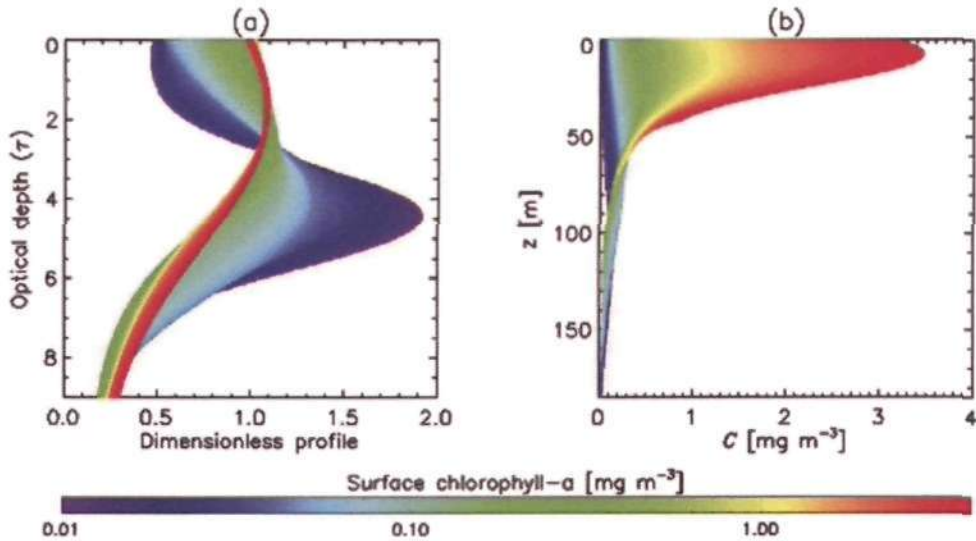 (a)
(b)
0
2
4
6
8
Optical depth (τ)
0.0 0.5 1.0 1.5 2.0
Dimensionless profile
0
50
100
150
z [m]
0 1 2 3 4
C [mg m⁻³]
Surface chlorophyll-a [mg m⁻³]
0.01 0.10 1.00